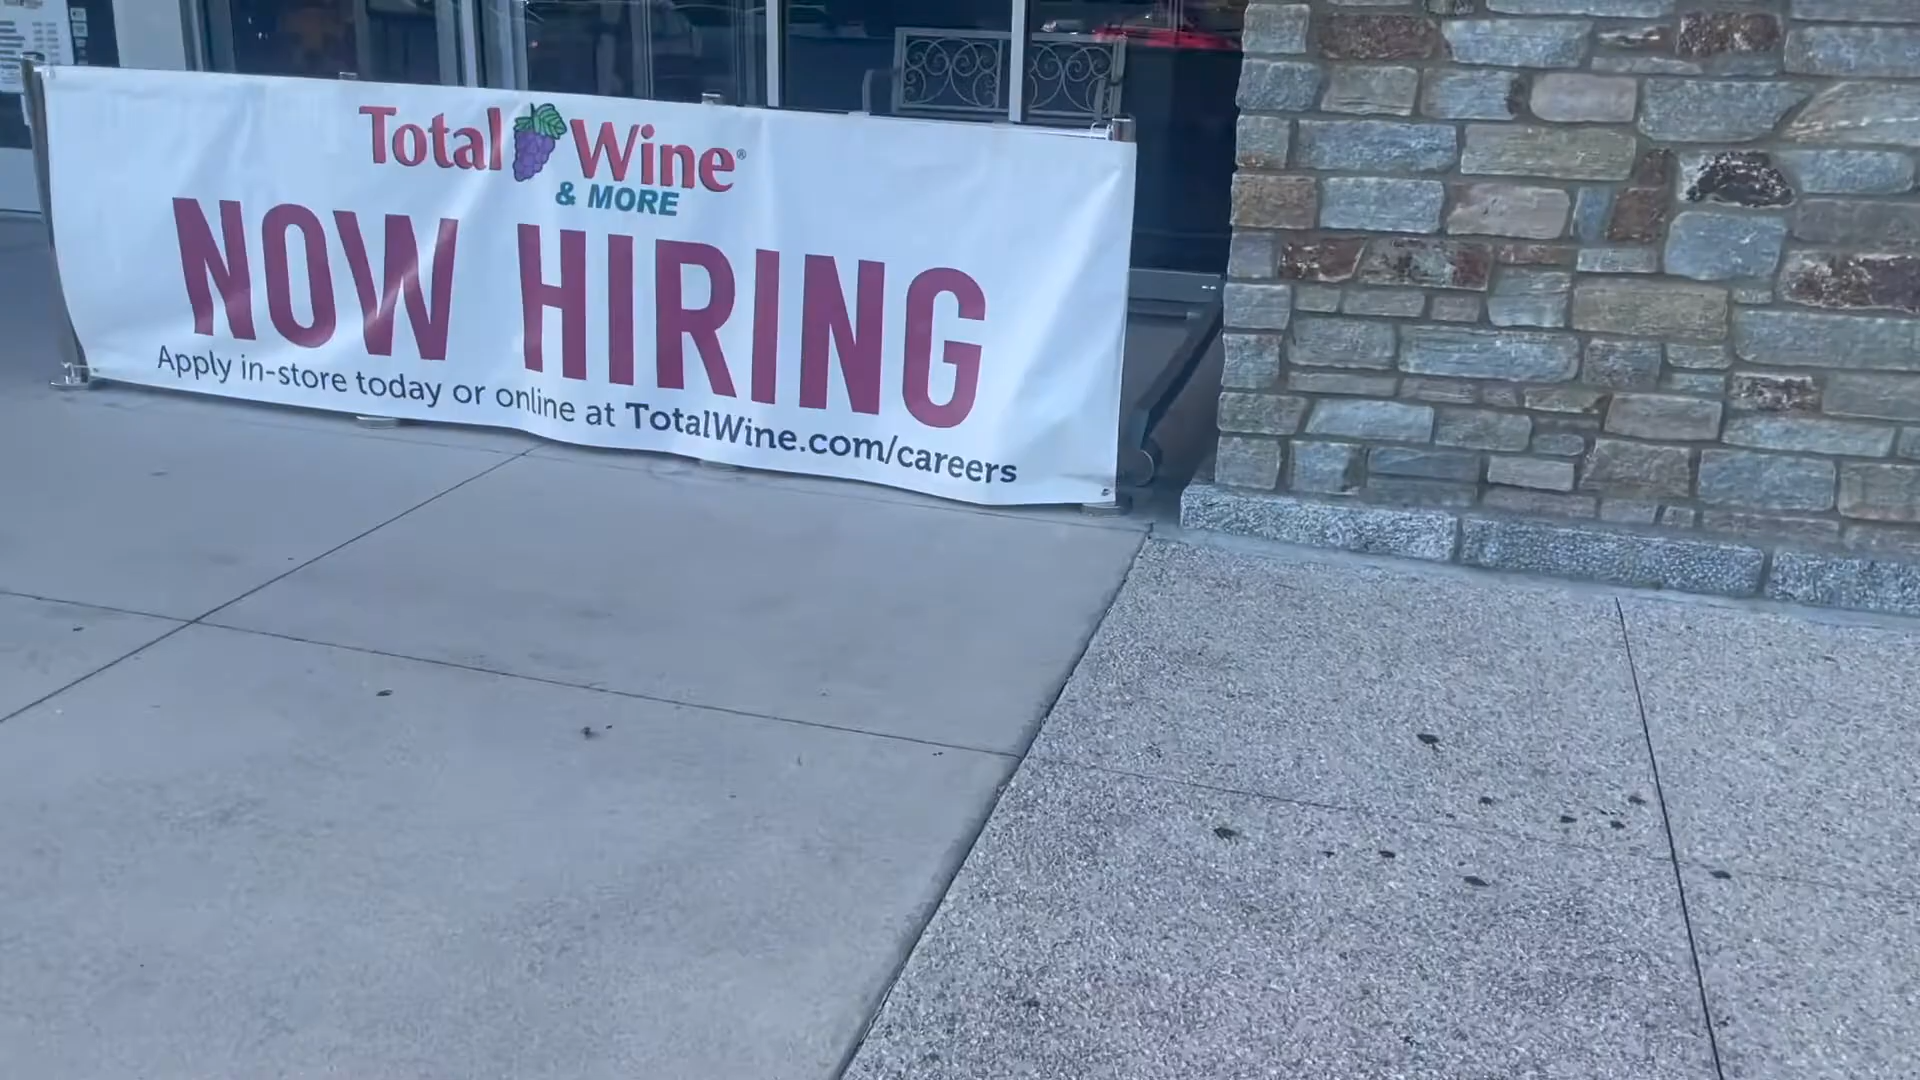 Total Wine®
& MORE
NOW HIRING
Apply in-store today or online at TotalWine.com/careers